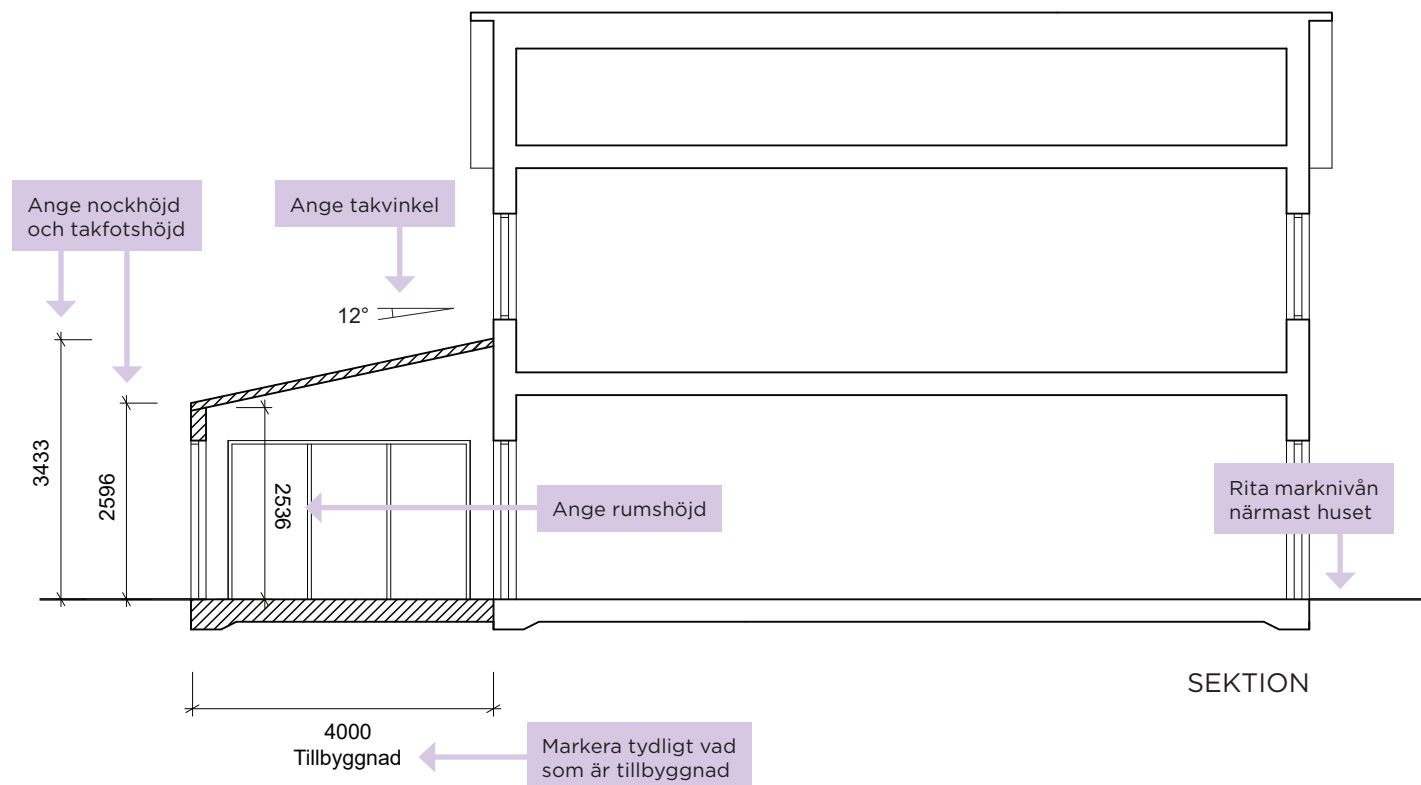 Ange nockhöjd
och takfotshöjd
Ange takvinkel
12°
3433
2596
2536
Ange rumshöjd
Rita marknivån
närmast huset
SEKTION
4000
Tillbyggnad
Markera tydligt vad
som är tillbyggnad